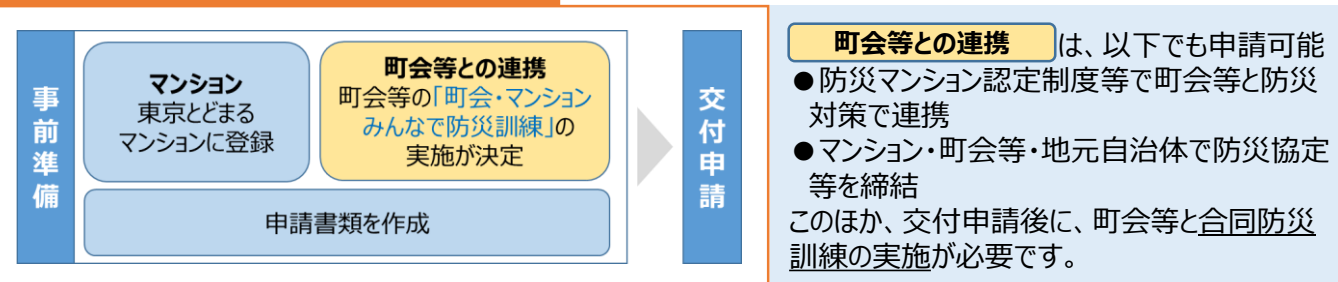 事前準備
マンション
東京とどまる
マンションに登録
町会等との連携
町会等の「町会・マンション
みんなで防災訓練」の
実施が決定
申請書類を作成
交付申請
町会等との連携 は、以下でも申請可能
●防災マンション認定制度等で町会等と防災
対策で連携
●マンション・町会等・地元自治体で防災協定
等を締結
このほか、交付申請後に、町会等と合同防災
訓練の実施が必要です。